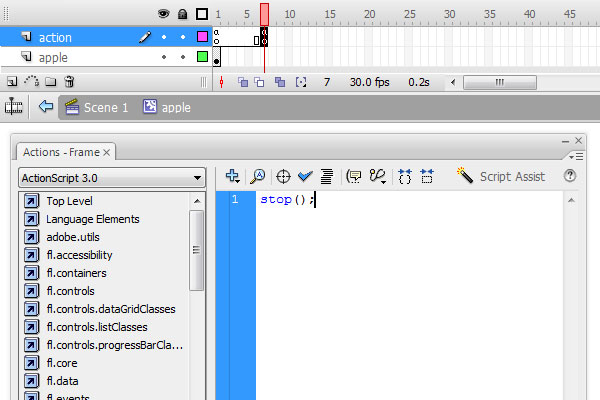 1 5 10 15 20 25 30 35 40 45
action
apple
7 30.0 fps 0.2s
Scene 1 apple
Actions - Frame
ActionScript 3.0
Script Assist
Top Level
1 stop();
Language Elements
adobe.utils
fl.accessibility
fl.containers
fl.controls
fl.controls.dataGridClasses
fl.controls.listClasses
fl.controls.progressBarCla...
fl.core
fl.data
fl.events